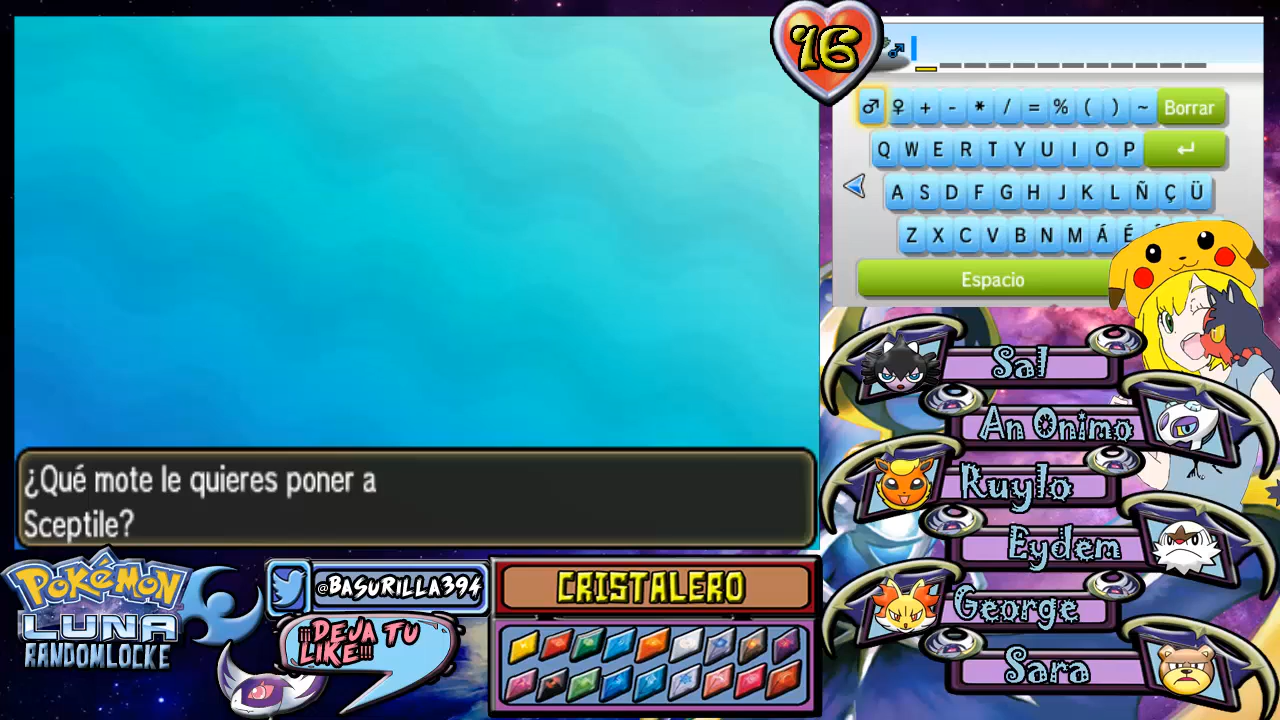 16
♂ ♀ + - * / = % ( ) ~ Borrar
Q W E R T Y U I O P
A S D F G H J K L Ñ Ç Ü
Z X C V B N M Á É
Espacio
¿Qué mote le quieres poner a
Sceptile?
Sal
An Onimo
Ruylo
Eydem
George
Sara
POKéMON
LUNA
RANDOMLOCKE
@BASURILLA394
¡¡¡DEJA TU
LIKE!!!
CRISTALERO